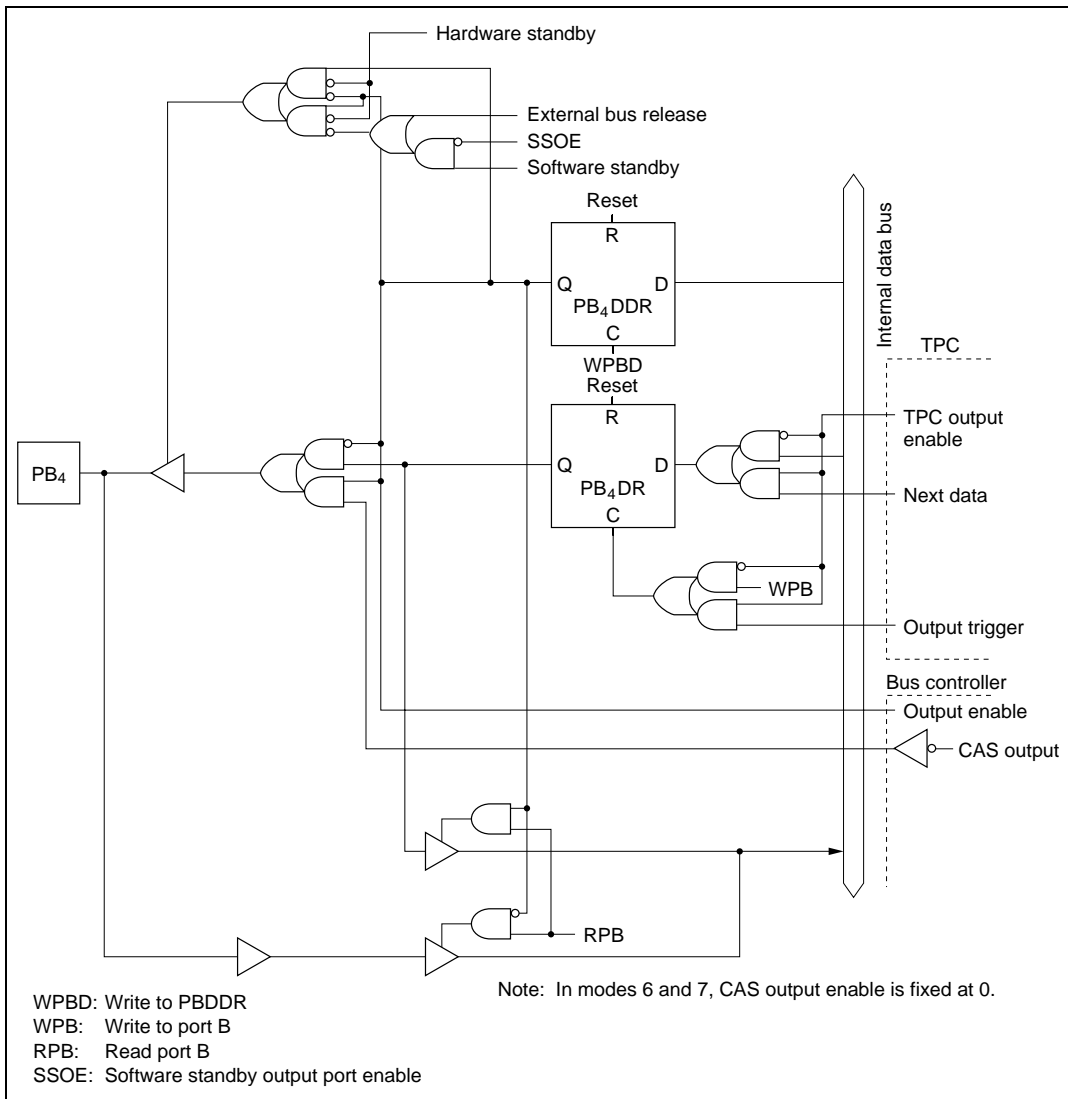 Hardware standby
External bus release
SSOE
Software standby
Reset
R
Q
D
PB₄DDR
C
WPBD
Internal data bus
TPC
Reset
R
TPC output
enable
PB₄
Q
D
PB₄DR
C
Next data
WPB
Output trigger
Bus controller
Output enable
CAS output
RPB
WPBD: Write to PBDDR
WPB: Write to port B
RPB: Read port B
SSOE: Software standby output port enable
Note: In modes 6 and 7, CAS output enable is fixed at 0.